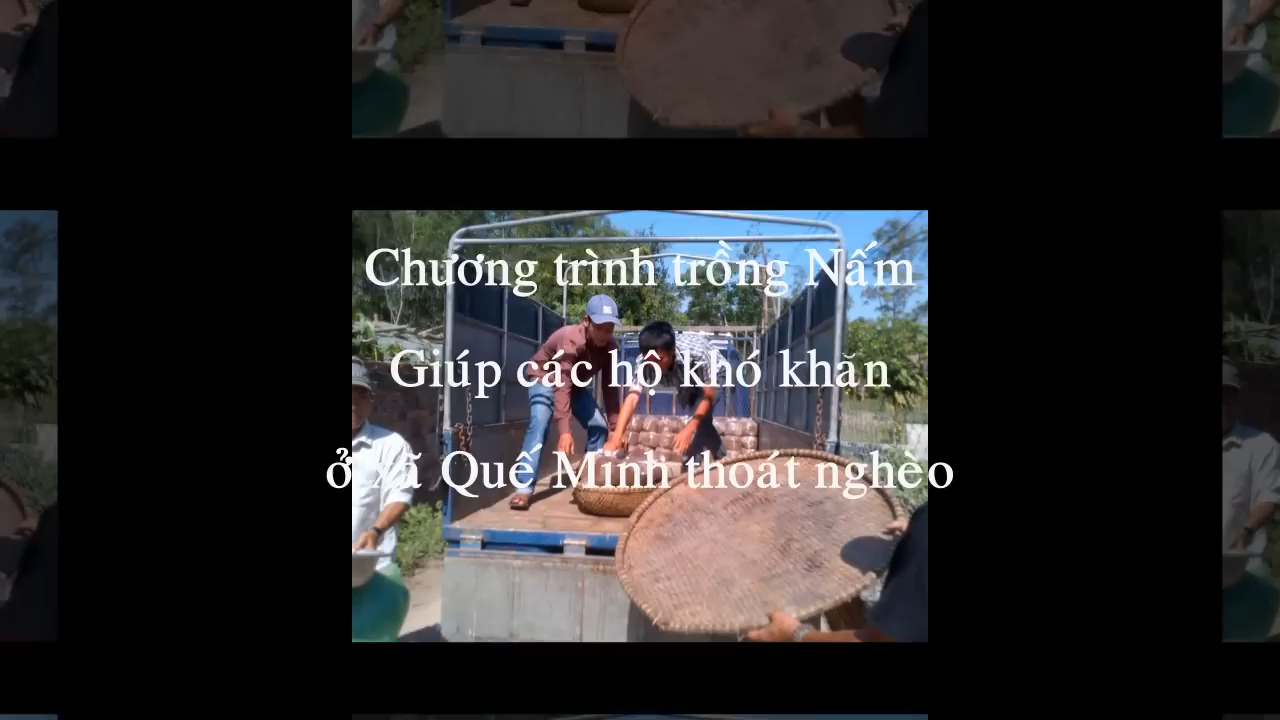 Chương trình trồng Nấm
Giúp các hộ khó khăn
ở xã Quế Minh thoát nghèo